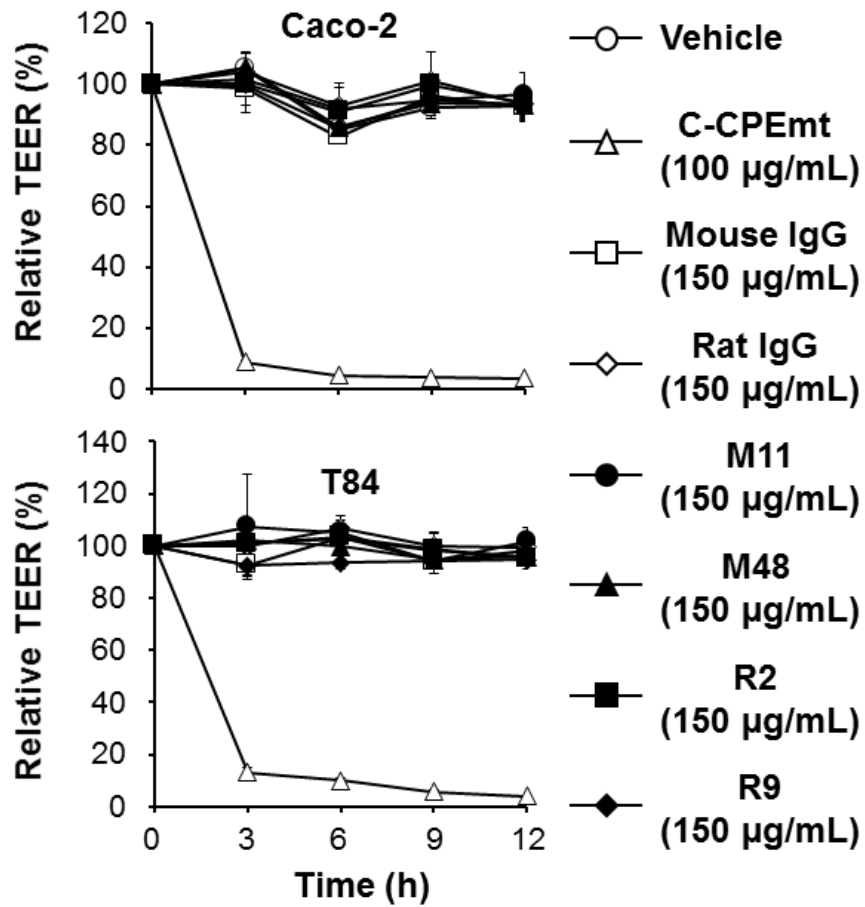 Caco-2
Relative TEER (%)
120
100
80
60
40
20
0
T84
Relative TEER (%)
140
120
100
80
60
40
20
0
0 3 6 9 12
Time (h)
Vehicle
C-CPEmt
(100 µg/mL)
Mouse IgG
(150 µg/mL)
Rat IgG
(150 µg/mL)
M11
(150 µg/mL)
M48
(150 µg/mL)
R2
(150 µg/mL)
R9
(150 µg/mL)